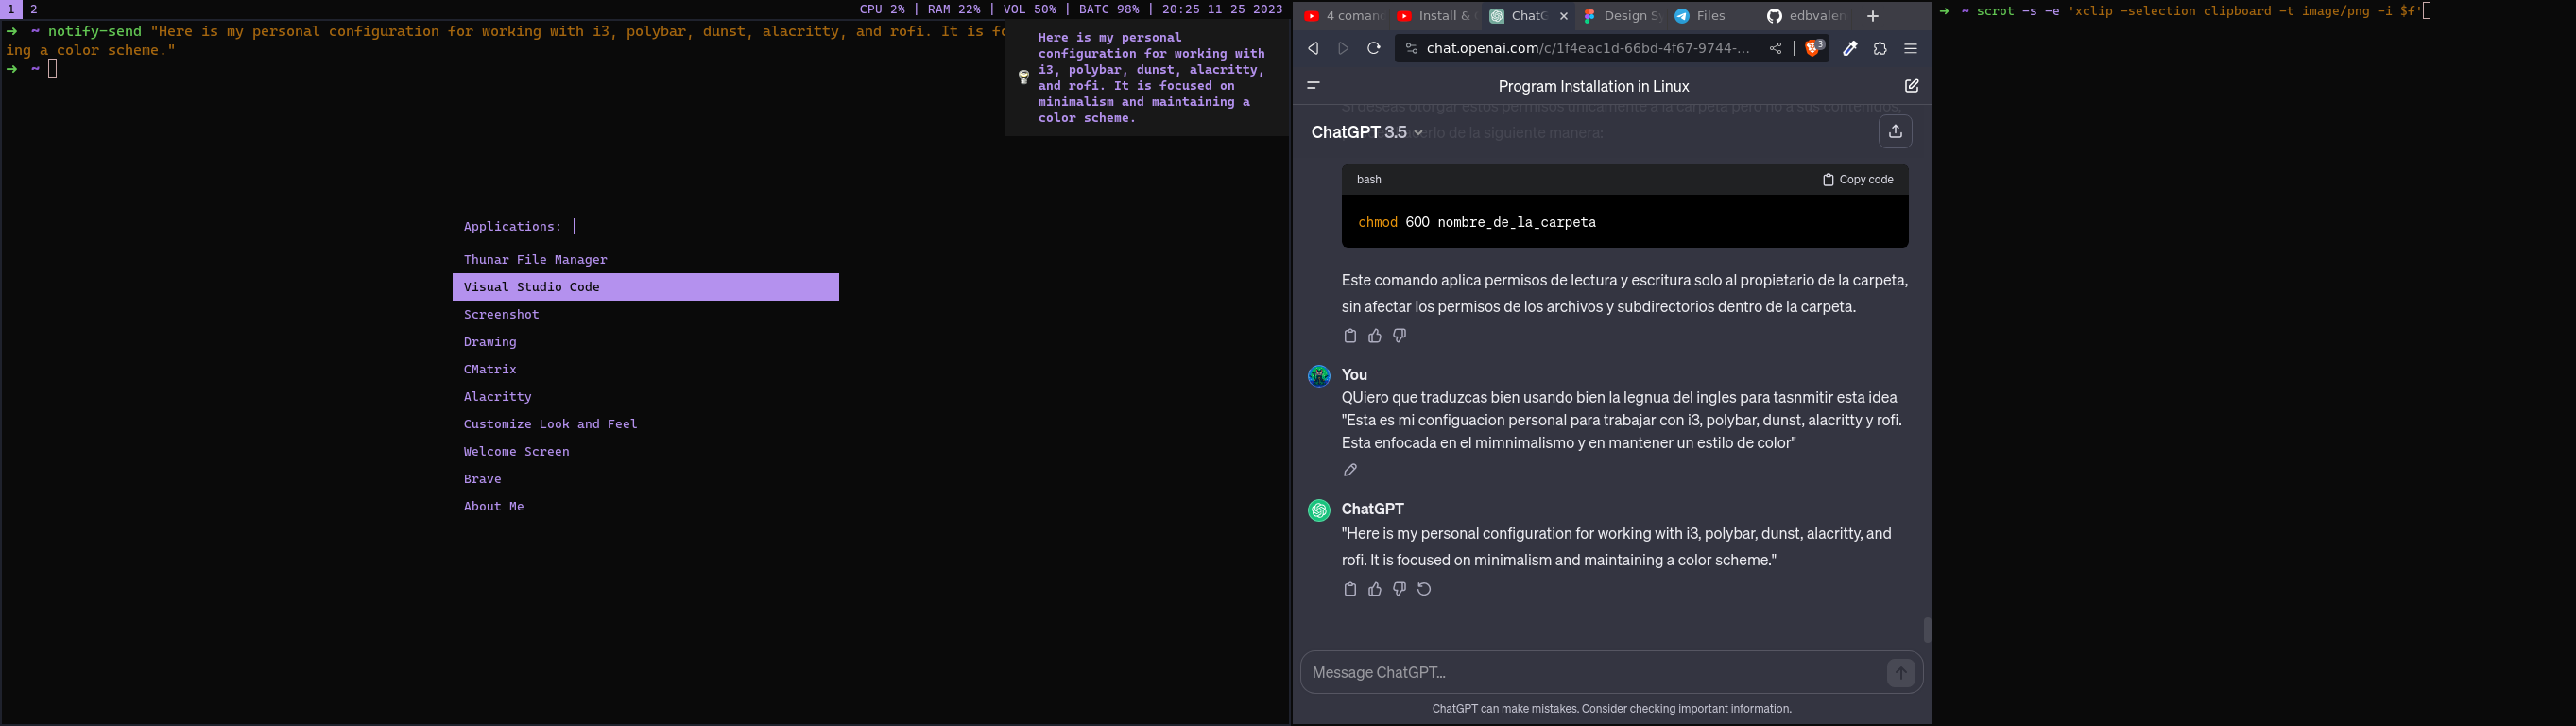 1 2 CPU 2% | RAM 22% | VOL 50% | BATC 98% | 20:25 11-25-2023
➜ ~ notify-send "Here is my personal configuration for working with i3, polybar, dunst, alacritty, and rofi. It is fo
ing a color scheme."
➜ ~
Here is my personal
configuration for working with
i3, polybar, dunst, alacritty,
and rofi. It is focused on
minimalism and maintaining a
color scheme.
Applications:
Thunar File Manager
Visual Studio Code
Screenshot
Drawing
CMatrix
Alacritty
Customize Look and Feel
Welcome Screen
Brave
About Me
4 coman Install & ChatG Design Sy Files edbvalen
chat.openai.com/c/1f4eac1d-66bd-4f67-9744-... 3
Program Installation in Linux
Si deseas otorgar estos permisos únicamente a la carpeta pero no a sus contenidos,
ChatGPT 3.5 hacerlo de la siguiente manera:
bash Copy code
chmod 600 nombre_de_la_carpeta
Este comando aplica permisos de lectura y escritura solo al propietario de la carpeta,
sin afectar los permisos de los archivos y subdirectorios dentro de la carpeta.
You
QUiero que traduzcas bien usando bien la legnua del ingles para tasnmitir esta idea
"Esta es mi configuacion personal para trabajar con i3, polybar, dunst, alacritty y rofi.
Esta enfocada en el mimnimalismo y en mantener un estilo de color"
ChatGPT
"Here is my personal configuration for working with i3, polybar, dunst, alacritty, and
rofi. It is focused on minimalism and maintaining a color scheme."
Message ChatGPT...
ChatGPT can make mistakes. Consider checking important information.
➜ ~ scrot -s -e 'xclip -selection clipboard -t image/png -i $f'